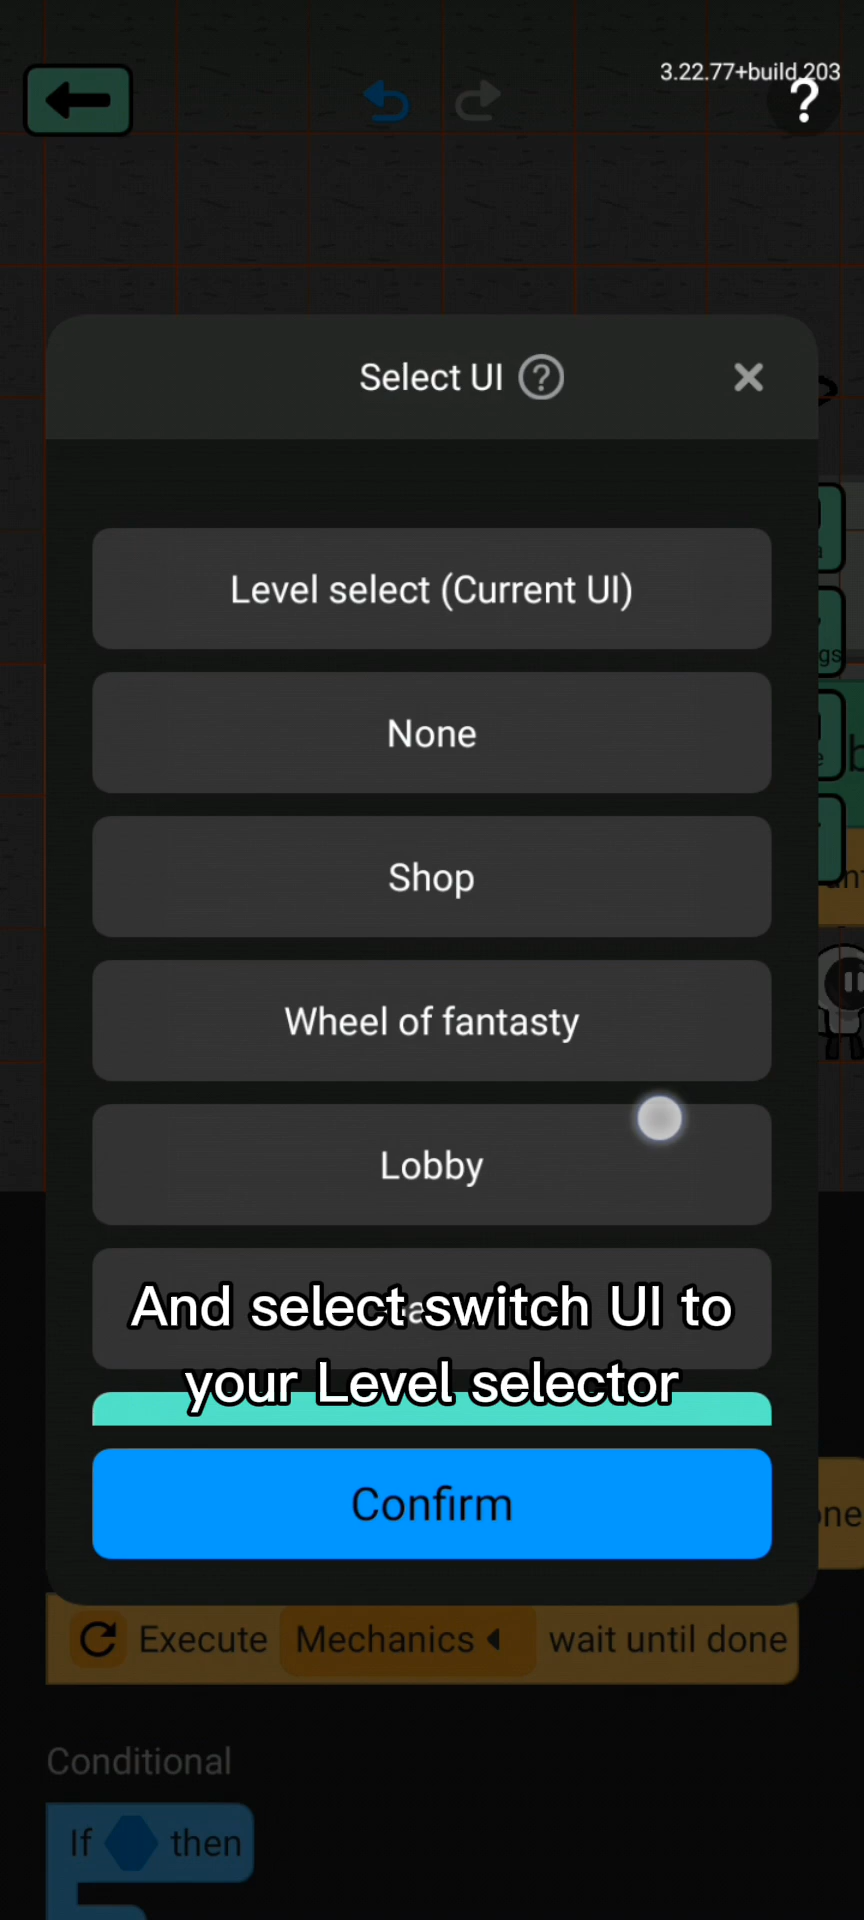 3.22.77+build.203
?
Select UI ?
Level select (Current UI)
None
Shop
Wheel of fantasty
Lobby
And select switch UI to
your Level selector
Confirm
Execute Mechanics wait until done
Conditional
If then